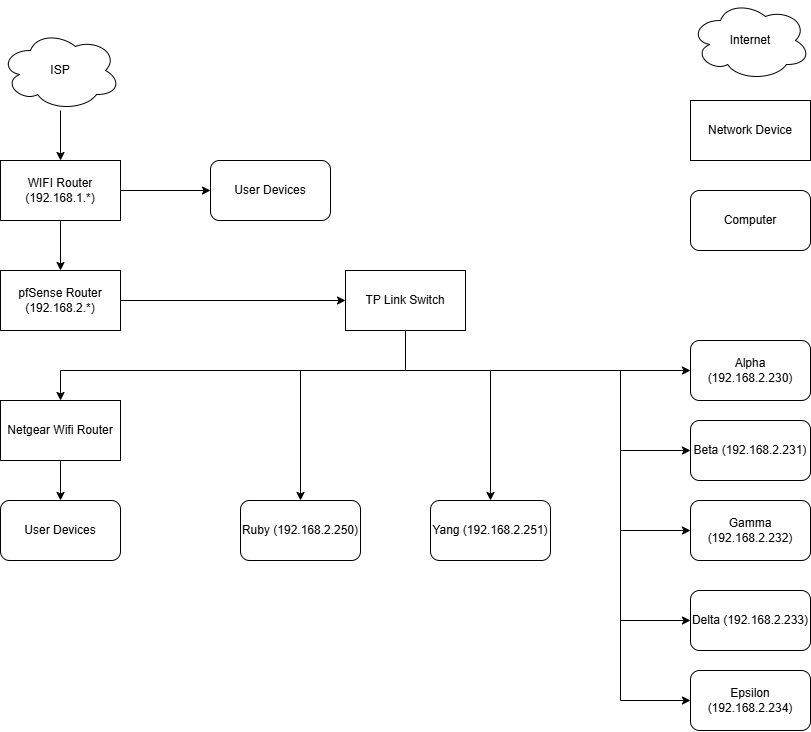 Internet
ISP
Network Device
WIFI Router
(192.168.1.*)
User Devices
Computer
pfSense Router
(192.168.2.*)
TP Link Switch
Alpha
(192.168.2.230)
Netgear Wifi Router
Beta (192.168.2.231)
User Devices
Ruby (192.168.2.250)
Yang (192.168.2.251)
Gamma
(192.168.2.232)
Delta (192.168.2.233)
Epsilon
(192.168.2.234)